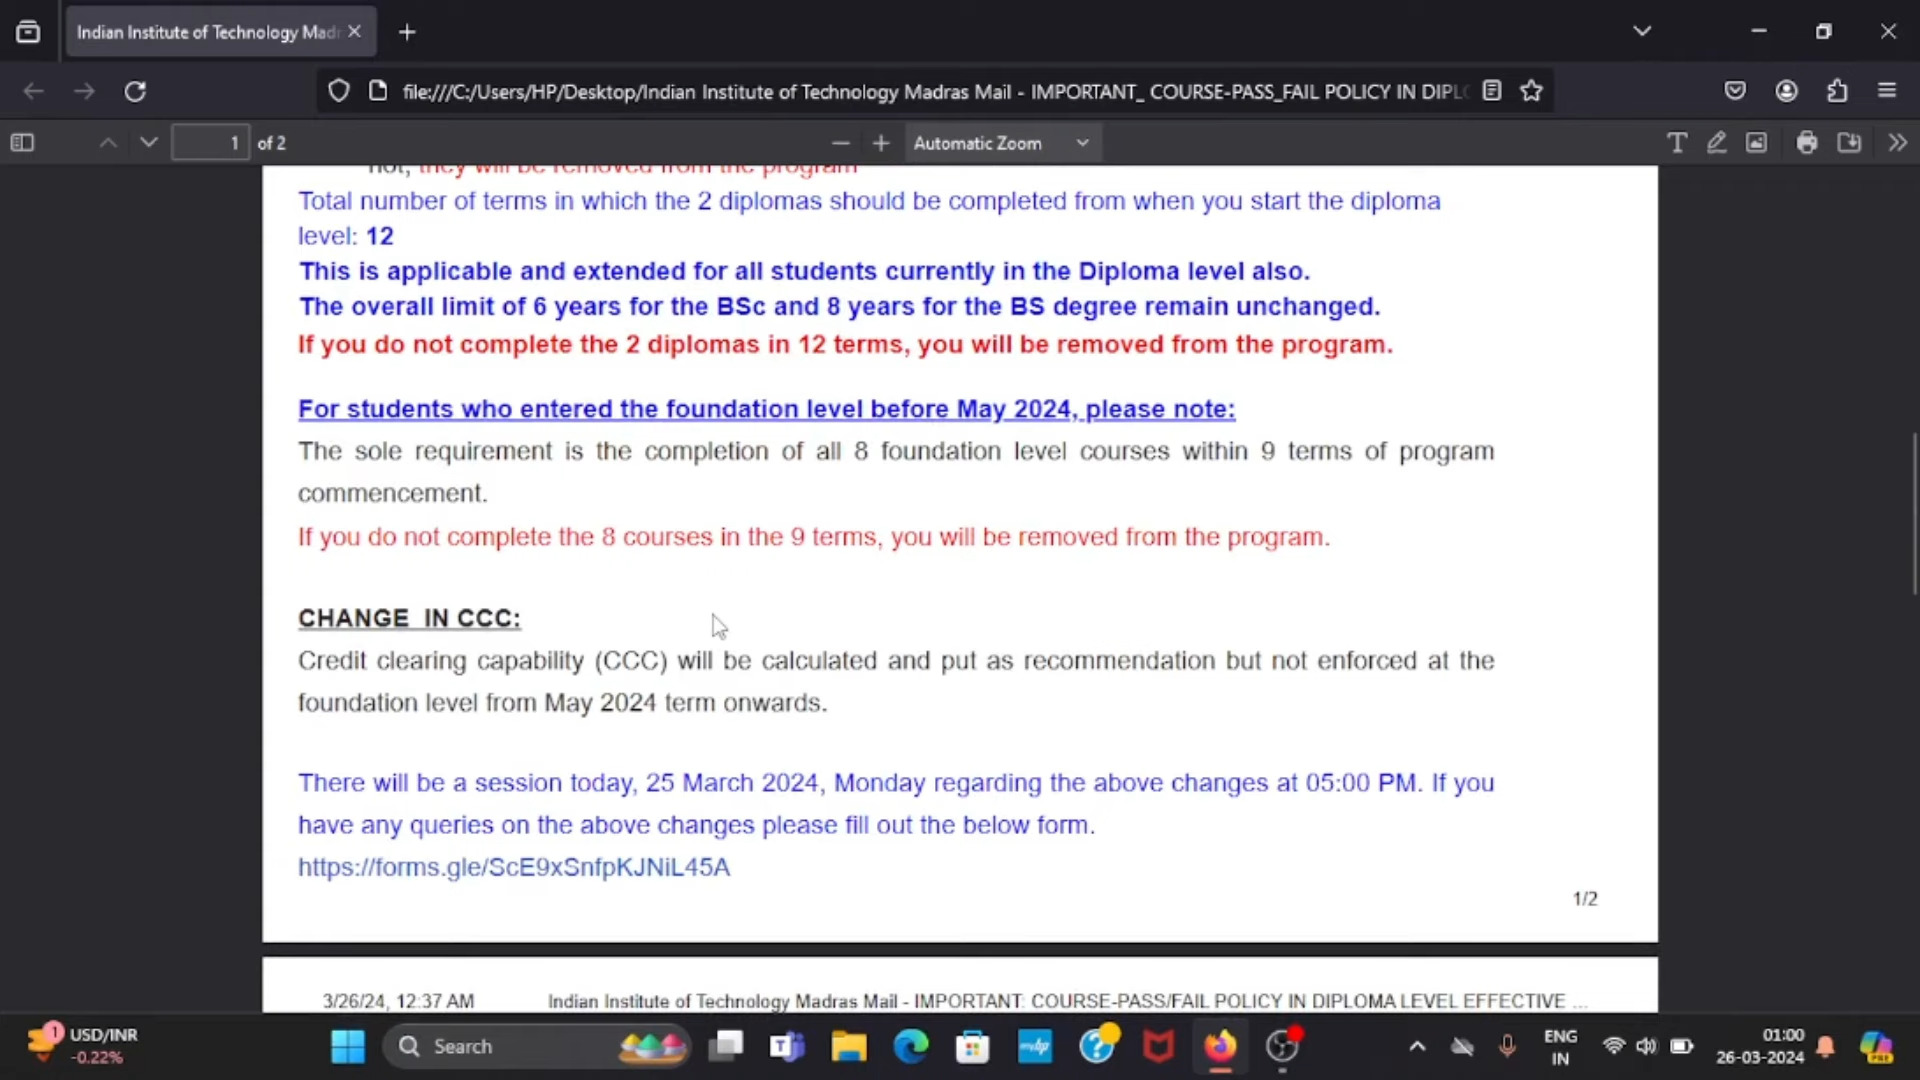 Indian Institute of Technology Mad
file:///C:/Users/HP/Desktop/Indian Institute of Technology Madras Mail - IMPORTANT_ COURSE-PASS_FAIL POLICY IN DIPL
1 of 2
Automatic Zoom
not, they will be removed from the program
Total number of terms in which the 2 diplomas should be completed from when you start the diploma
level: 12
This is applicable and extended for all students currently in the Diploma level also.
The overall limit of 6 years for the BSc and 8 years for the BS degree remain unchanged.
If you do not complete the 2 diplomas in 12 terms, you will be removed from the program.
For students who entered the foundation level before May 2024, please note:
The sole requirement is the completion of all 8 foundation level courses within 9 terms of program
commencement.
If you do not complete the 8 courses in the 9 terms, you will be removed from the program.
CHANGE IN CCC:
Credit clearing capability (CCC) will be calculated and put as recommendation but not enforced at the
foundation level from May 2024 term onwards.
There will be a session today, 25 March 2024, Monday regarding the above changes at 05:00 PM. If you
have any queries on the above changes please fill out the below form.
https://forms.gle/ScE9xSnfpKJNiL45A
1/2
3/26/24, 12:37 AM Indian Institute of Technology Madras Mail - IMPORTANT: COURSE-PASS/FAIL POLICY IN DIPLOMA LEVEL EFFECTIVE ...
1 USD/INR
-0.22%
Search
myhp
ENG
IN
01:00
26-03-2024
PRE